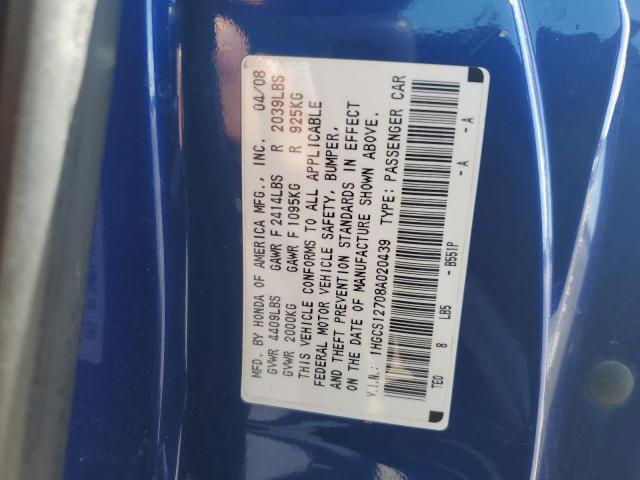 MFD. BY HONDA OF AMERICA MFG., INC. 04/08
GVWR 4409LBS GAWR F 2414LBS R 2039LBS
GVWR 2000KG GAWR F 1095KG R 925KG
THIS VEHICLE CONFORMS TO ALL APPLICABLE
FEDERAL MOTOR VEHICLE SAFETY, BUMPER,
AND THEFT PREVENTION STANDARDS IN EFFECT
ON THE DATE OF MANUFACTURE SHOWN ABOVE.
V.I.N.: 1HGCS12708A020439 TYPE: PASSENGER CAR
TE0 8 LB5 - B551P - A - A